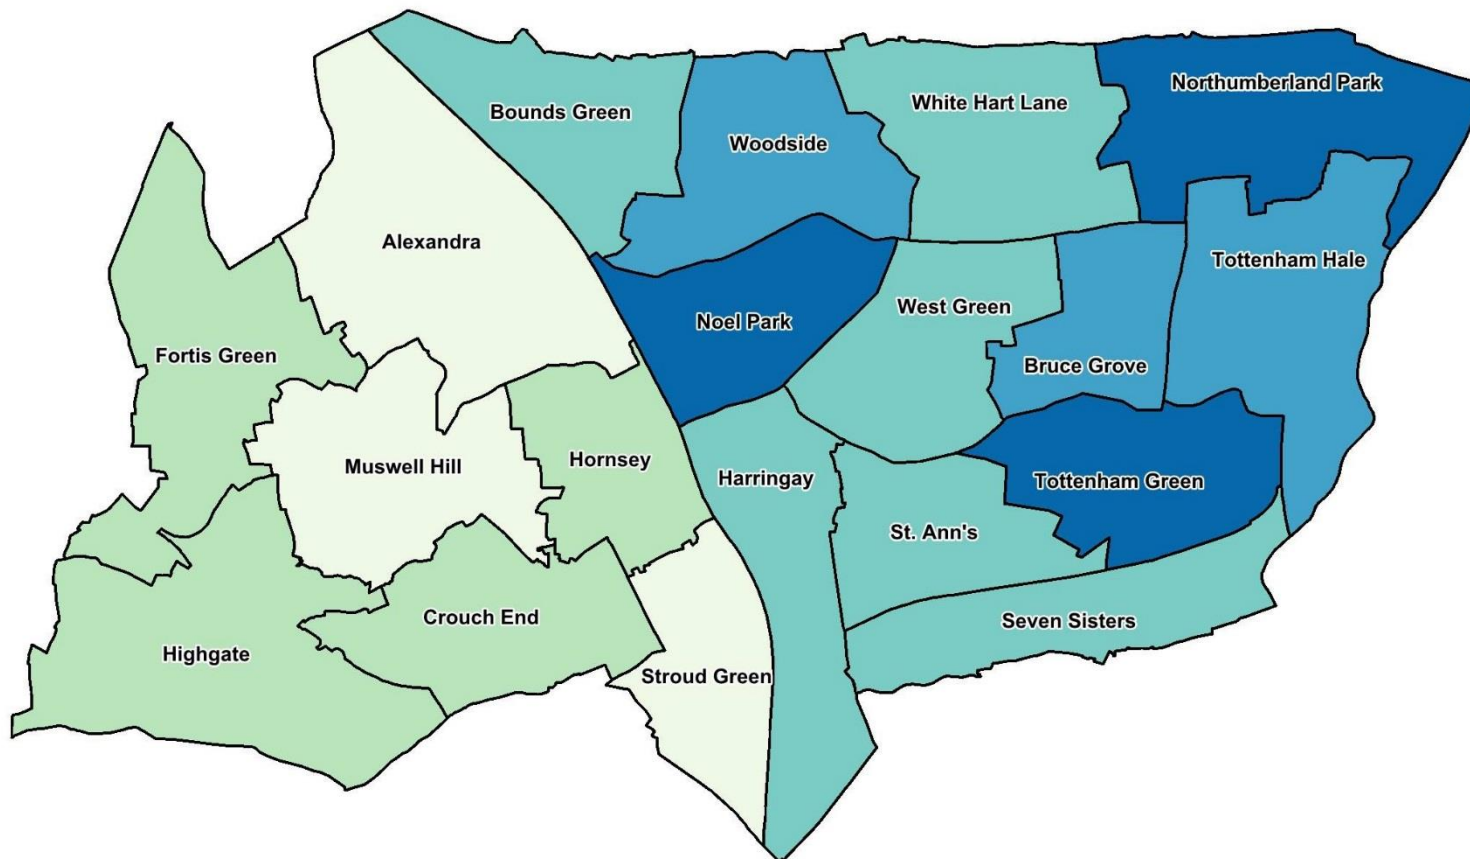 Northumberland Park
White Hart Lane
Bounds Green
Woodside
Alexandra
Tottenham Hale
West Green
Noel Park
Fortis Green
Bruce Grove
Muswell Hill
Hornsey
Harringay
Tottenham Green
St. Ann's
Crouch End
Seven Sisters
Highgate
Stroud Green